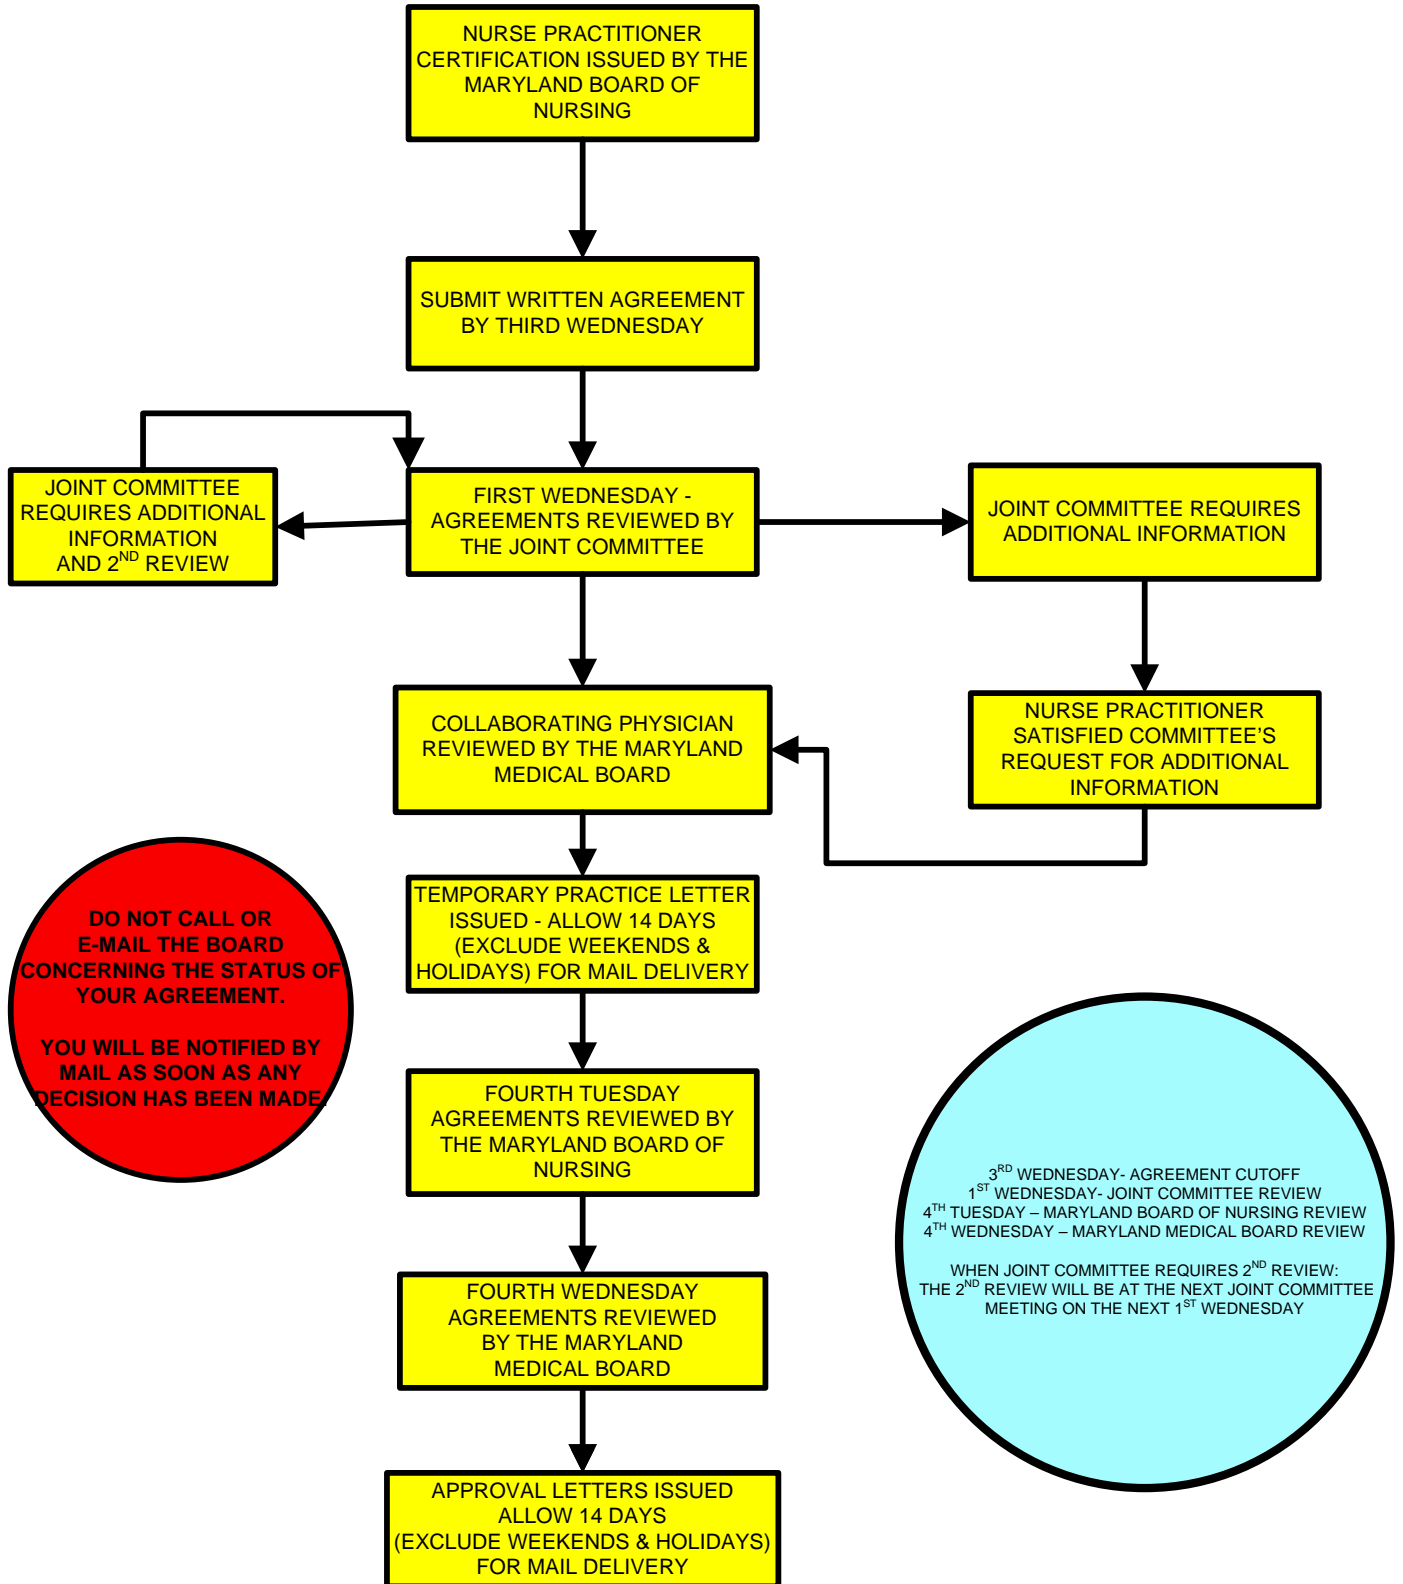 NURSE PRACTITIONER
CERTIFICATION ISSUED BY THE
MARYLAND BOARD OF
NURSING
SUBMIT WRITTEN AGREEMENT
BY THIRD WEDNESDAY
JOINT COMMITTEE
REQUIRES ADDITIONAL
INFORMATION
AND 2ND REVIEW
FIRST WEDNESDAY -
AGREEMENTS REVIEWED BY
THE JOINT COMMITTEE
JOINT COMMITTEE REQUIRES
ADDITIONAL INFORMATION
COLLABORATING PHYSICIAN
REVIEWED BY THE MARYLAND
MEDICAL BOARD
NURSE PRACTITIONER
SATISFIED COMMITTEE'S
REQUEST FOR ADDITIONAL
INFORMATION
TEMPORARY PRACTICE LETTER
ISSUED - ALLOW 14 DAYS
(EXCLUDE WEEKENDS &
HOLIDAYS) FOR MAIL DELIVERY
DO NOT CALL OR
E-MAIL THE BOARD
CONCERNING THE STATUS OF
YOUR AGREEMENT.
YOU WILL BE NOTIFIED BY
MAIL AS SOON AS ANY
DECISION HAS BEEN MADE.
FOURTH TUESDAY
AGREEMENTS REVIEWED BY
THE MARYLAND BOARD OF
NURSING
3RD WEDNESDAY- AGREEMENT CUTOFF
1ST WEDNESDAY- JOINT COMMITTEE REVIEW
4TH TUESDAY – MARYLAND BOARD OF NURSING REVIEW
4TH WEDNESDAY – MARYLAND MEDICAL BOARD REVIEW
WHEN JOINT COMMITTEE REQUIRES 2ND REVIEW:
THE 2ND REVIEW WILL BE AT THE NEXT JOINT COMMITTEE
MEETING ON THE NEXT 1ST WEDNESDAY
FOURTH WEDNESDAY
AGREEMENTS REVIEWED
BY THE MARYLAND
MEDICAL BOARD
APPROVAL LETTERS ISSUED
ALLOW 14 DAYS
(EXCLUDE WEEKENDS & HOLIDAYS)
FOR MAIL DELIVERY